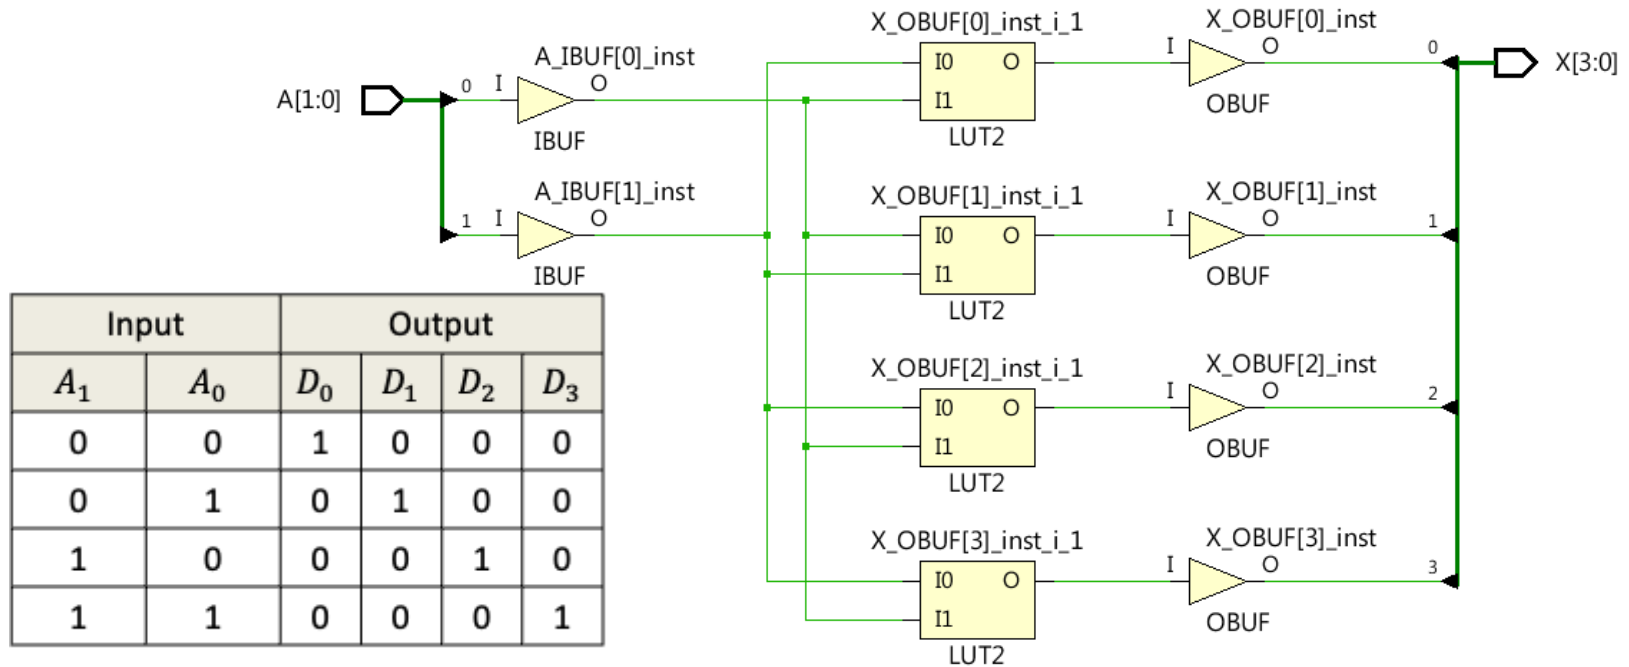 X_OBUF[0]_inst_i_1
X_OBUF[0]_inst
A_IBUF[0]_inst
I0 O
I O
0
X[3:0]
A[1:0]
0
I O
I1
OBUF
IBUF
LUT2
A_IBUF[1]_inst
X_OBUF[1]_inst_i_1
X_OBUF[1]_inst
1
I O
I0 O
I O
1
I1
IBUF
OBUF
LUT2
Input Output
A₁ A₀ D₀ D₁ D₂ D₃
0 0 1 0 0 0
0 1 0 1 0 0
1 0 0 0 1 0
1 1 0 0 0 1
X_OBUF[2]_inst_i_1
X_OBUF[2]_inst
I0 O
I O
2
I1
OBUF
LUT2
X_OBUF[3]_inst_i_1
X_OBUF[3]_inst
I0 O
I O
3
I1
OBUF
LUT2